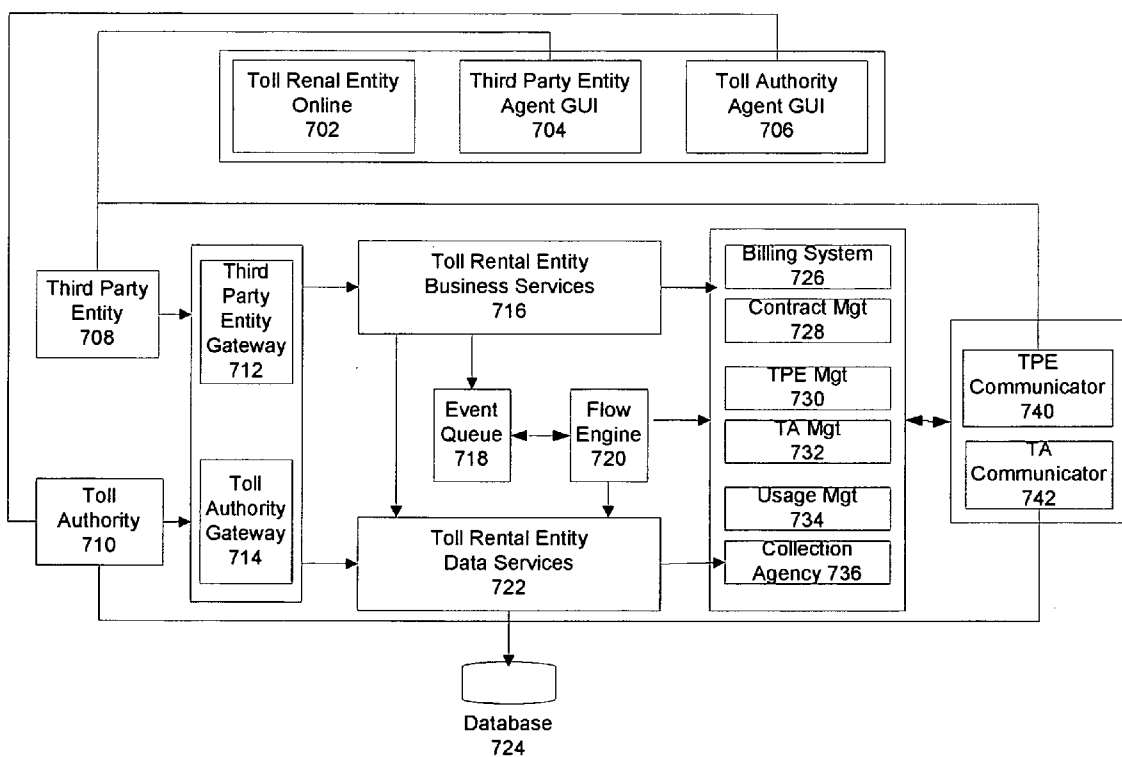 Toll Renal Entity
Online
702
Third Party Entity
Agent GUI
704
Toll Authority
Agent GUI
706
Third Party
Entity
708
Third
Party
Entity
Gateway
712
Toll Rental Entity
Business Services
716
Billing System
726
Contract Mgt
728
TPE Mgt
730
TA Mgt
732
Usage Mgt
734
Collection
Agency 736
TPE
Communicator
740
TA
Communicator
742
Event
Queue
718
Flow
Engine
720
Toll
Authority
710
Toll
Authority
Gateway
714
Toll Rental Entity
Data Services
722
Database
724